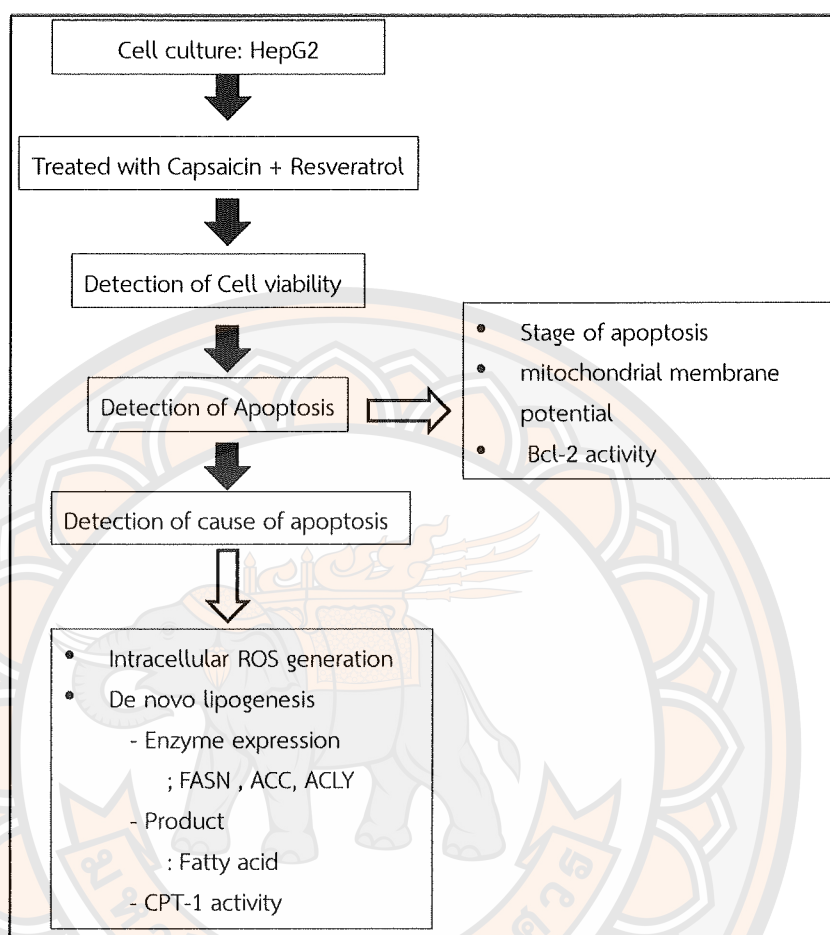 Cell culture: HepG2
Treated with Capsaicin + Resveratrol
Detection of Cell viability
Detection of Apoptosis
• Stage of apoptosis
• mitochondrial membrane
potential
• Bcl-2 activity
Detection of cause of apoptosis
• Intracellular ROS generation
• De novo lipogenesis
- Enzyme expression
; FASN , ACC, ACLY
- Product
: Fatty acid
- CPT-1 activity